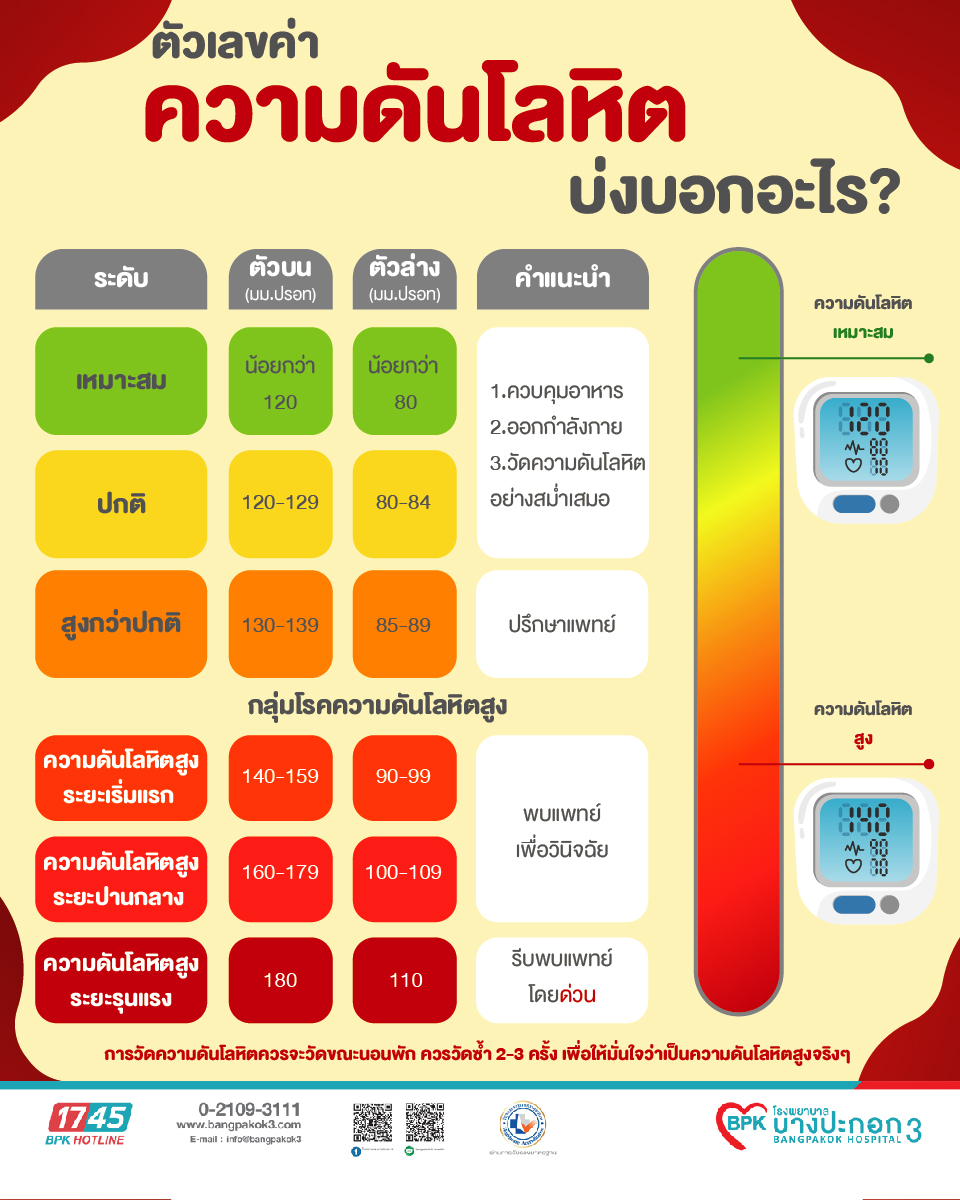 ตัวเลขค่า
ความดันโลหิต
บ่งบอกอะไร?
ระดับ
ตัวบน
(มม.ปรอท)
ตัวล่าง
(มม.ปรอท)
คำแนะนำ
เหมาะสม
น้อยกว่า
120
น้อยกว่า
80
1.ควบคุมอาหาร
2.ออกกำลังกาย
3.วัดความดันโลหิต
อย่างสม่ำเสมอ
ปกติ
120-129
80-84
สูงกว่าปกติ
130-139
85-89
ปรึกษาแพทย์
กลุ่มโรคความดันโลหิตสูง
ความดันโลหิตสูง
ระยะเริ่มแรก
140-159
90-99
พบแพทย์
เพื่อวินิจฉัย
ความดันโลหิตสูง
ระยะปานกลาง
160-179
100-109
ความดันโลหิตสูง
ระยะรุนแรง
180
110
รีบพบแพทย์
โดยด่วน
ความดันโลหิต
เหมาะสม
120
80
ความดันโลหิต
สูง
140
90
การวัดความดันโลหิตควรจะวัดขณะนอนพัก ควรวัดซ้ำ 2-3 ครั้ง เพื่อให้มั่นใจว่าเป็นความดันโลหิตสูงจริงๆ
1745
BPK HOTLINE
0-2109-3111
www.bangpakok3.com
E-mail : info@bangpakok3
BPK
โรงพยาบาล
บางปะกอก 3
BANGPAKOK HOSPITAL